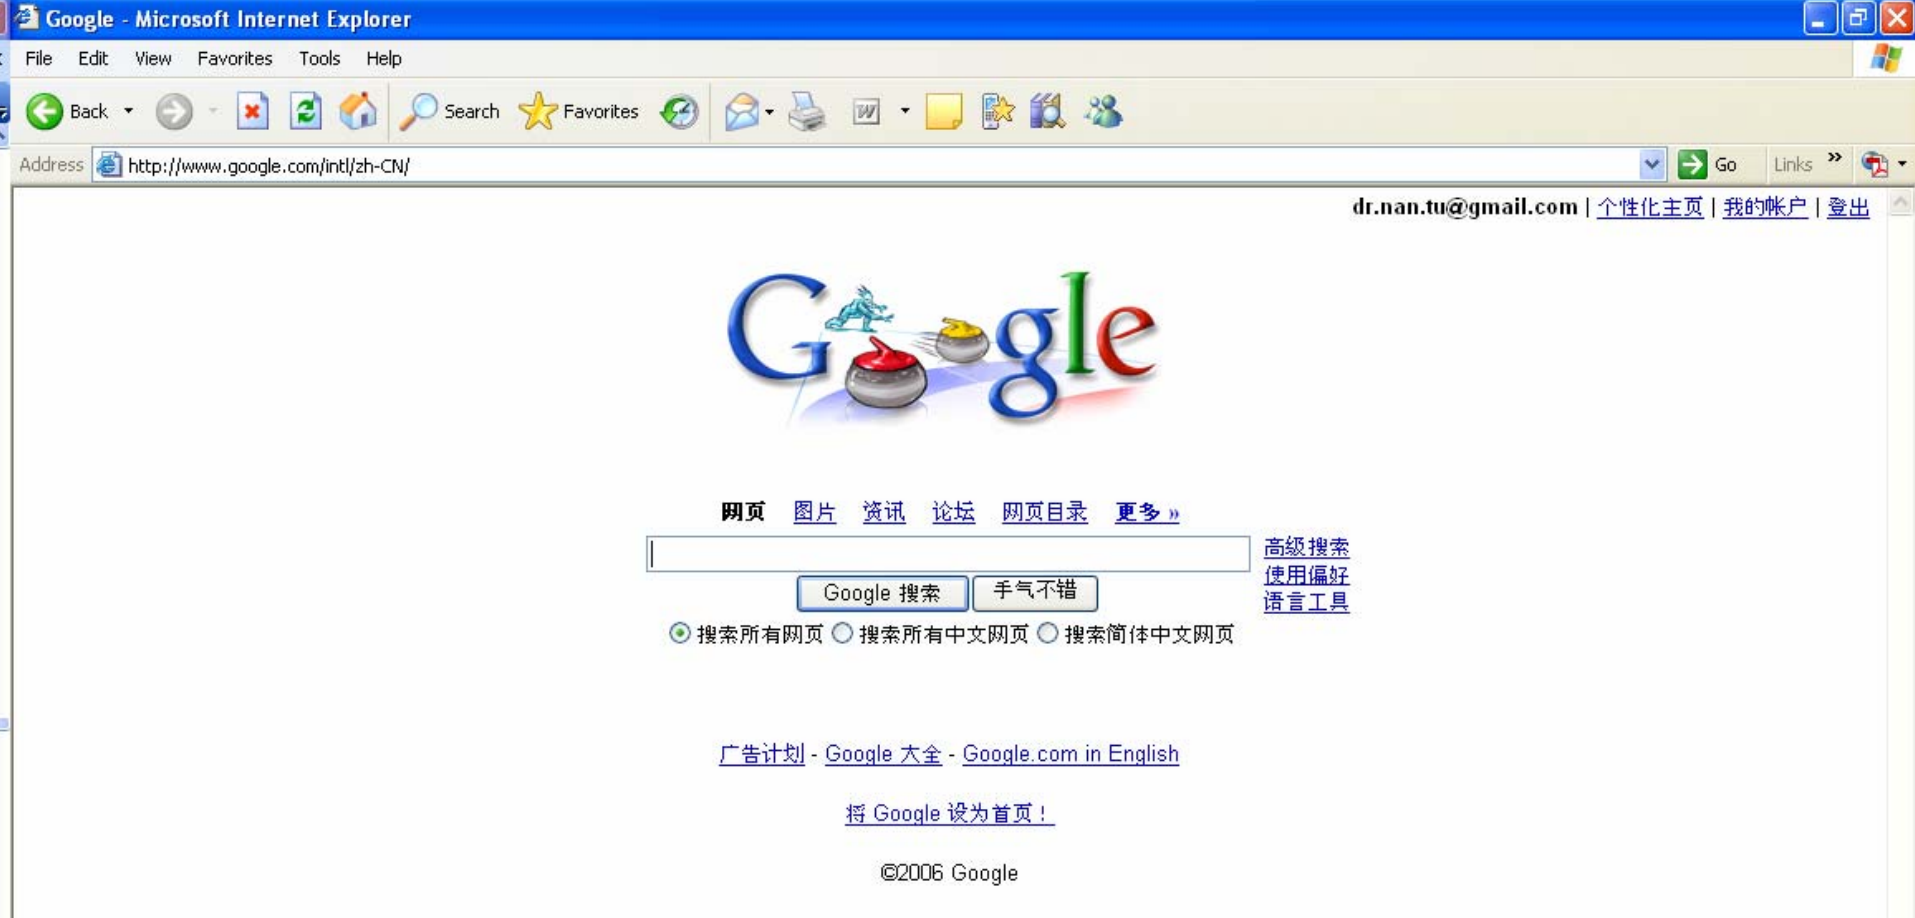 Google - Microsoft Internet Explorer
File Edit View Favorites Tools Help
Back Search Favorites
Address http://www.google.com/intl/zh-CN/ Go Links »
dr.nan.tu@gmail.com | 个性化主页 | 我的帐户 | 登出
Google
网页 图片 资讯 论坛 网页目录 更多 »
高级搜索
使用偏好
语言工具
Google 搜索 手气不错
搜索所有网页 搜索所有中文网页 搜索简体中文网页
广告计划 - Google 大全 - Google.com in English
将 Google 设为首页！
©2006 Google